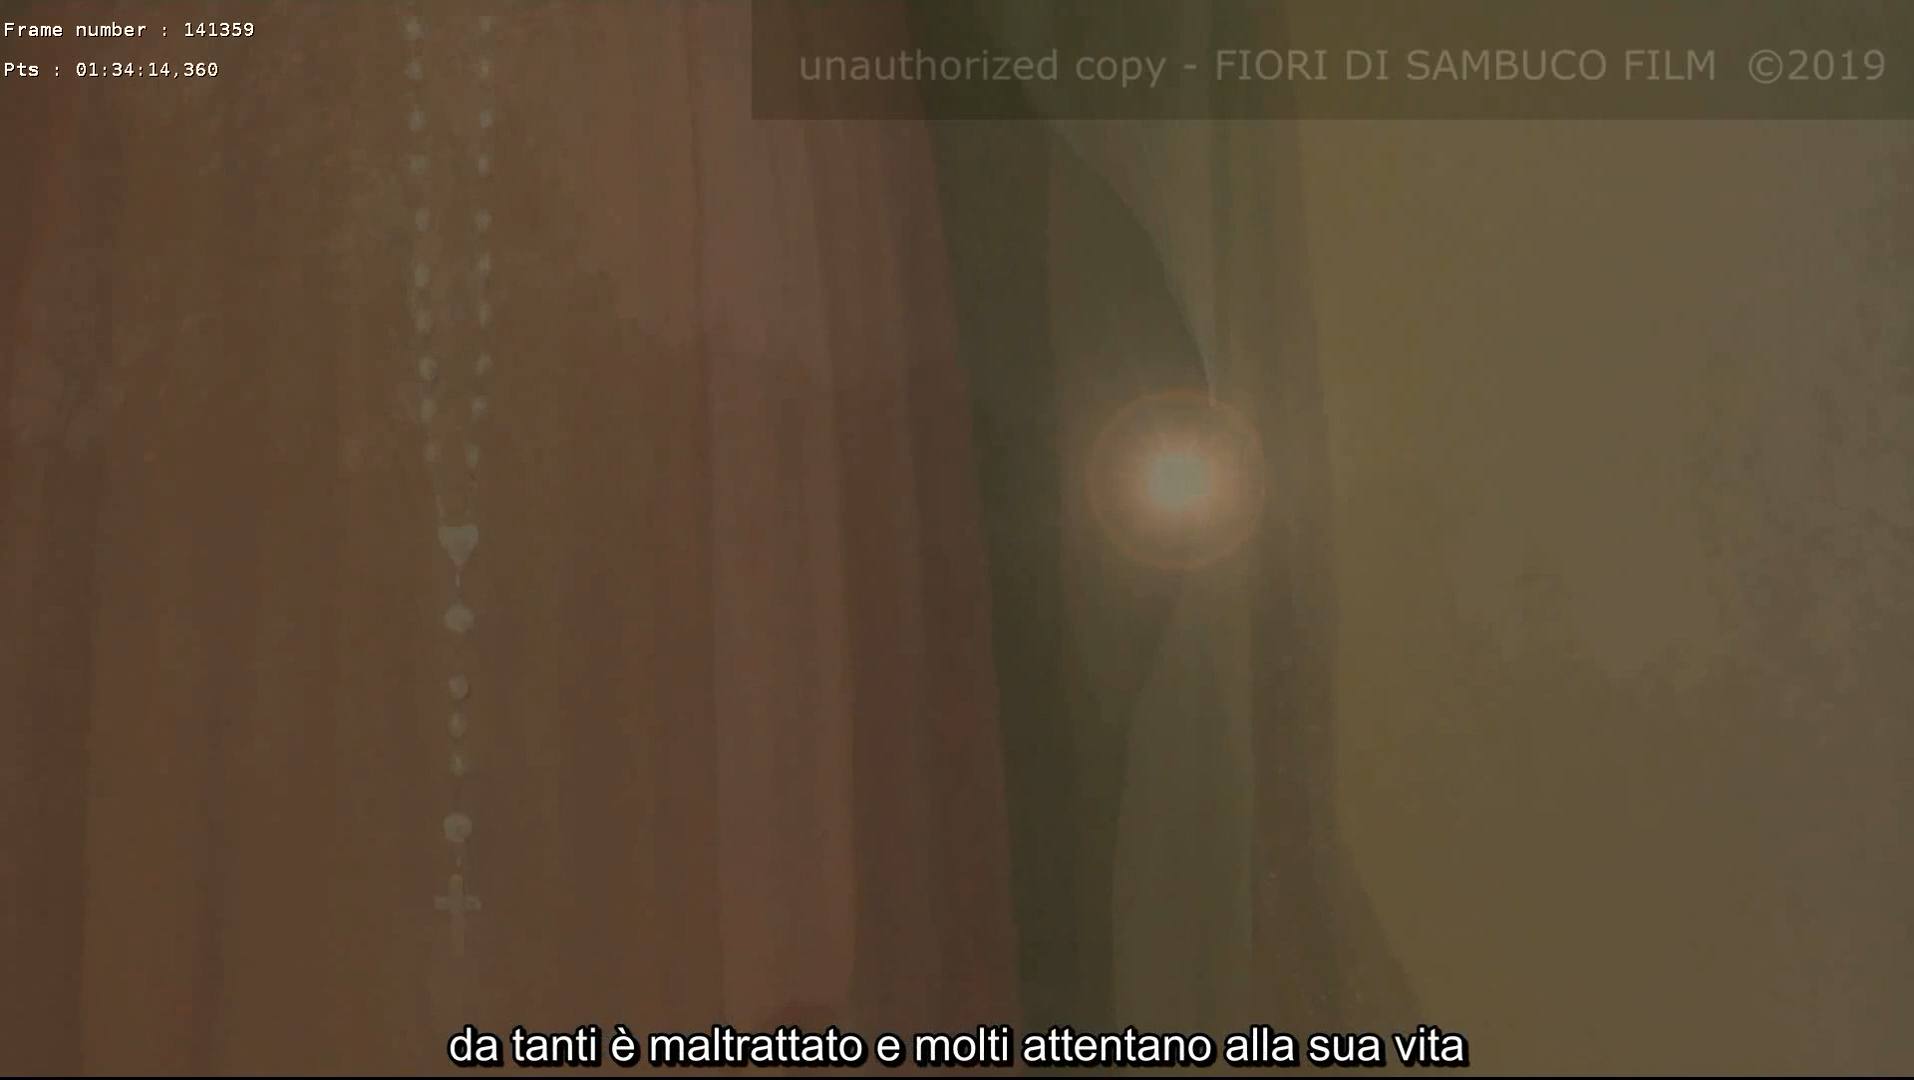 Frame number : 141359
unauthorized copy - FIORI DI SAMBUCO FILM ©2019
Pts : 01:34:14,360
da tanti è maltrattato e molti attentano alla sua vita